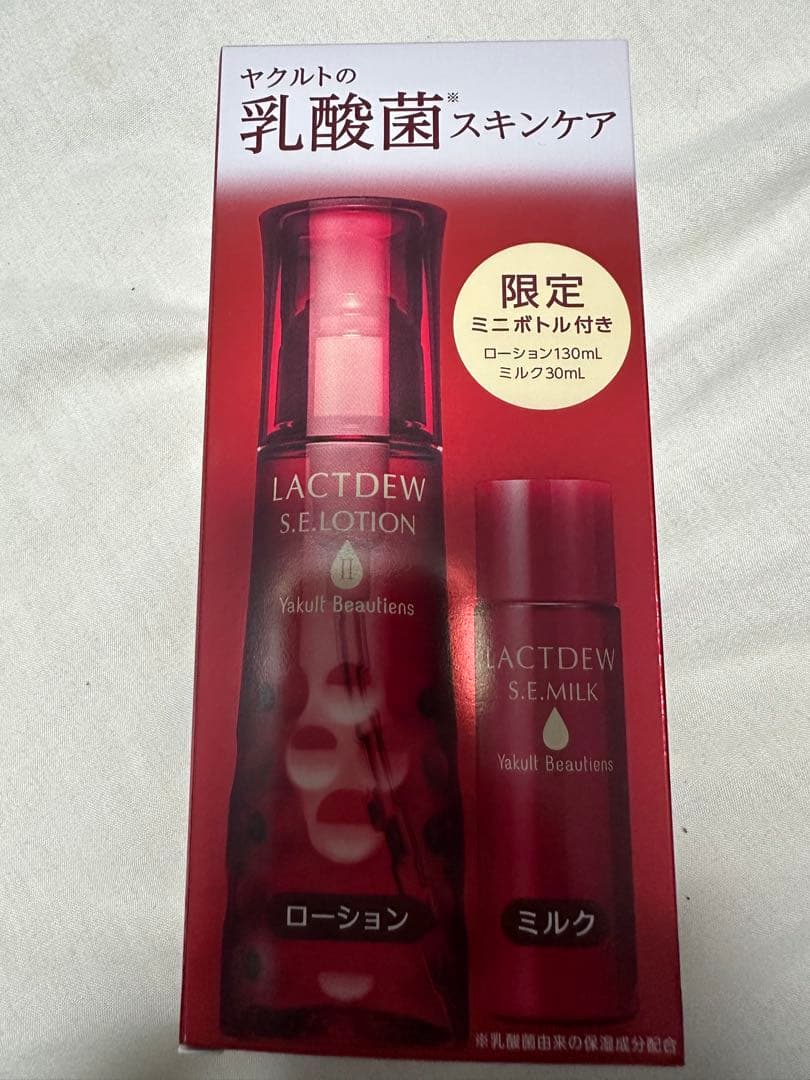 ヤクルトの
乳酸菌※スキンケア
限定
ミニボトル付き
ローション130mL
ミルク30mL
LACTDEW
S.E.LOTION
II
Yakult Beautiens
LACTDEW
S.E.MILK
Yakult Beautiens
ローション
ミルク
※乳酸菌由来の保湿成分配合